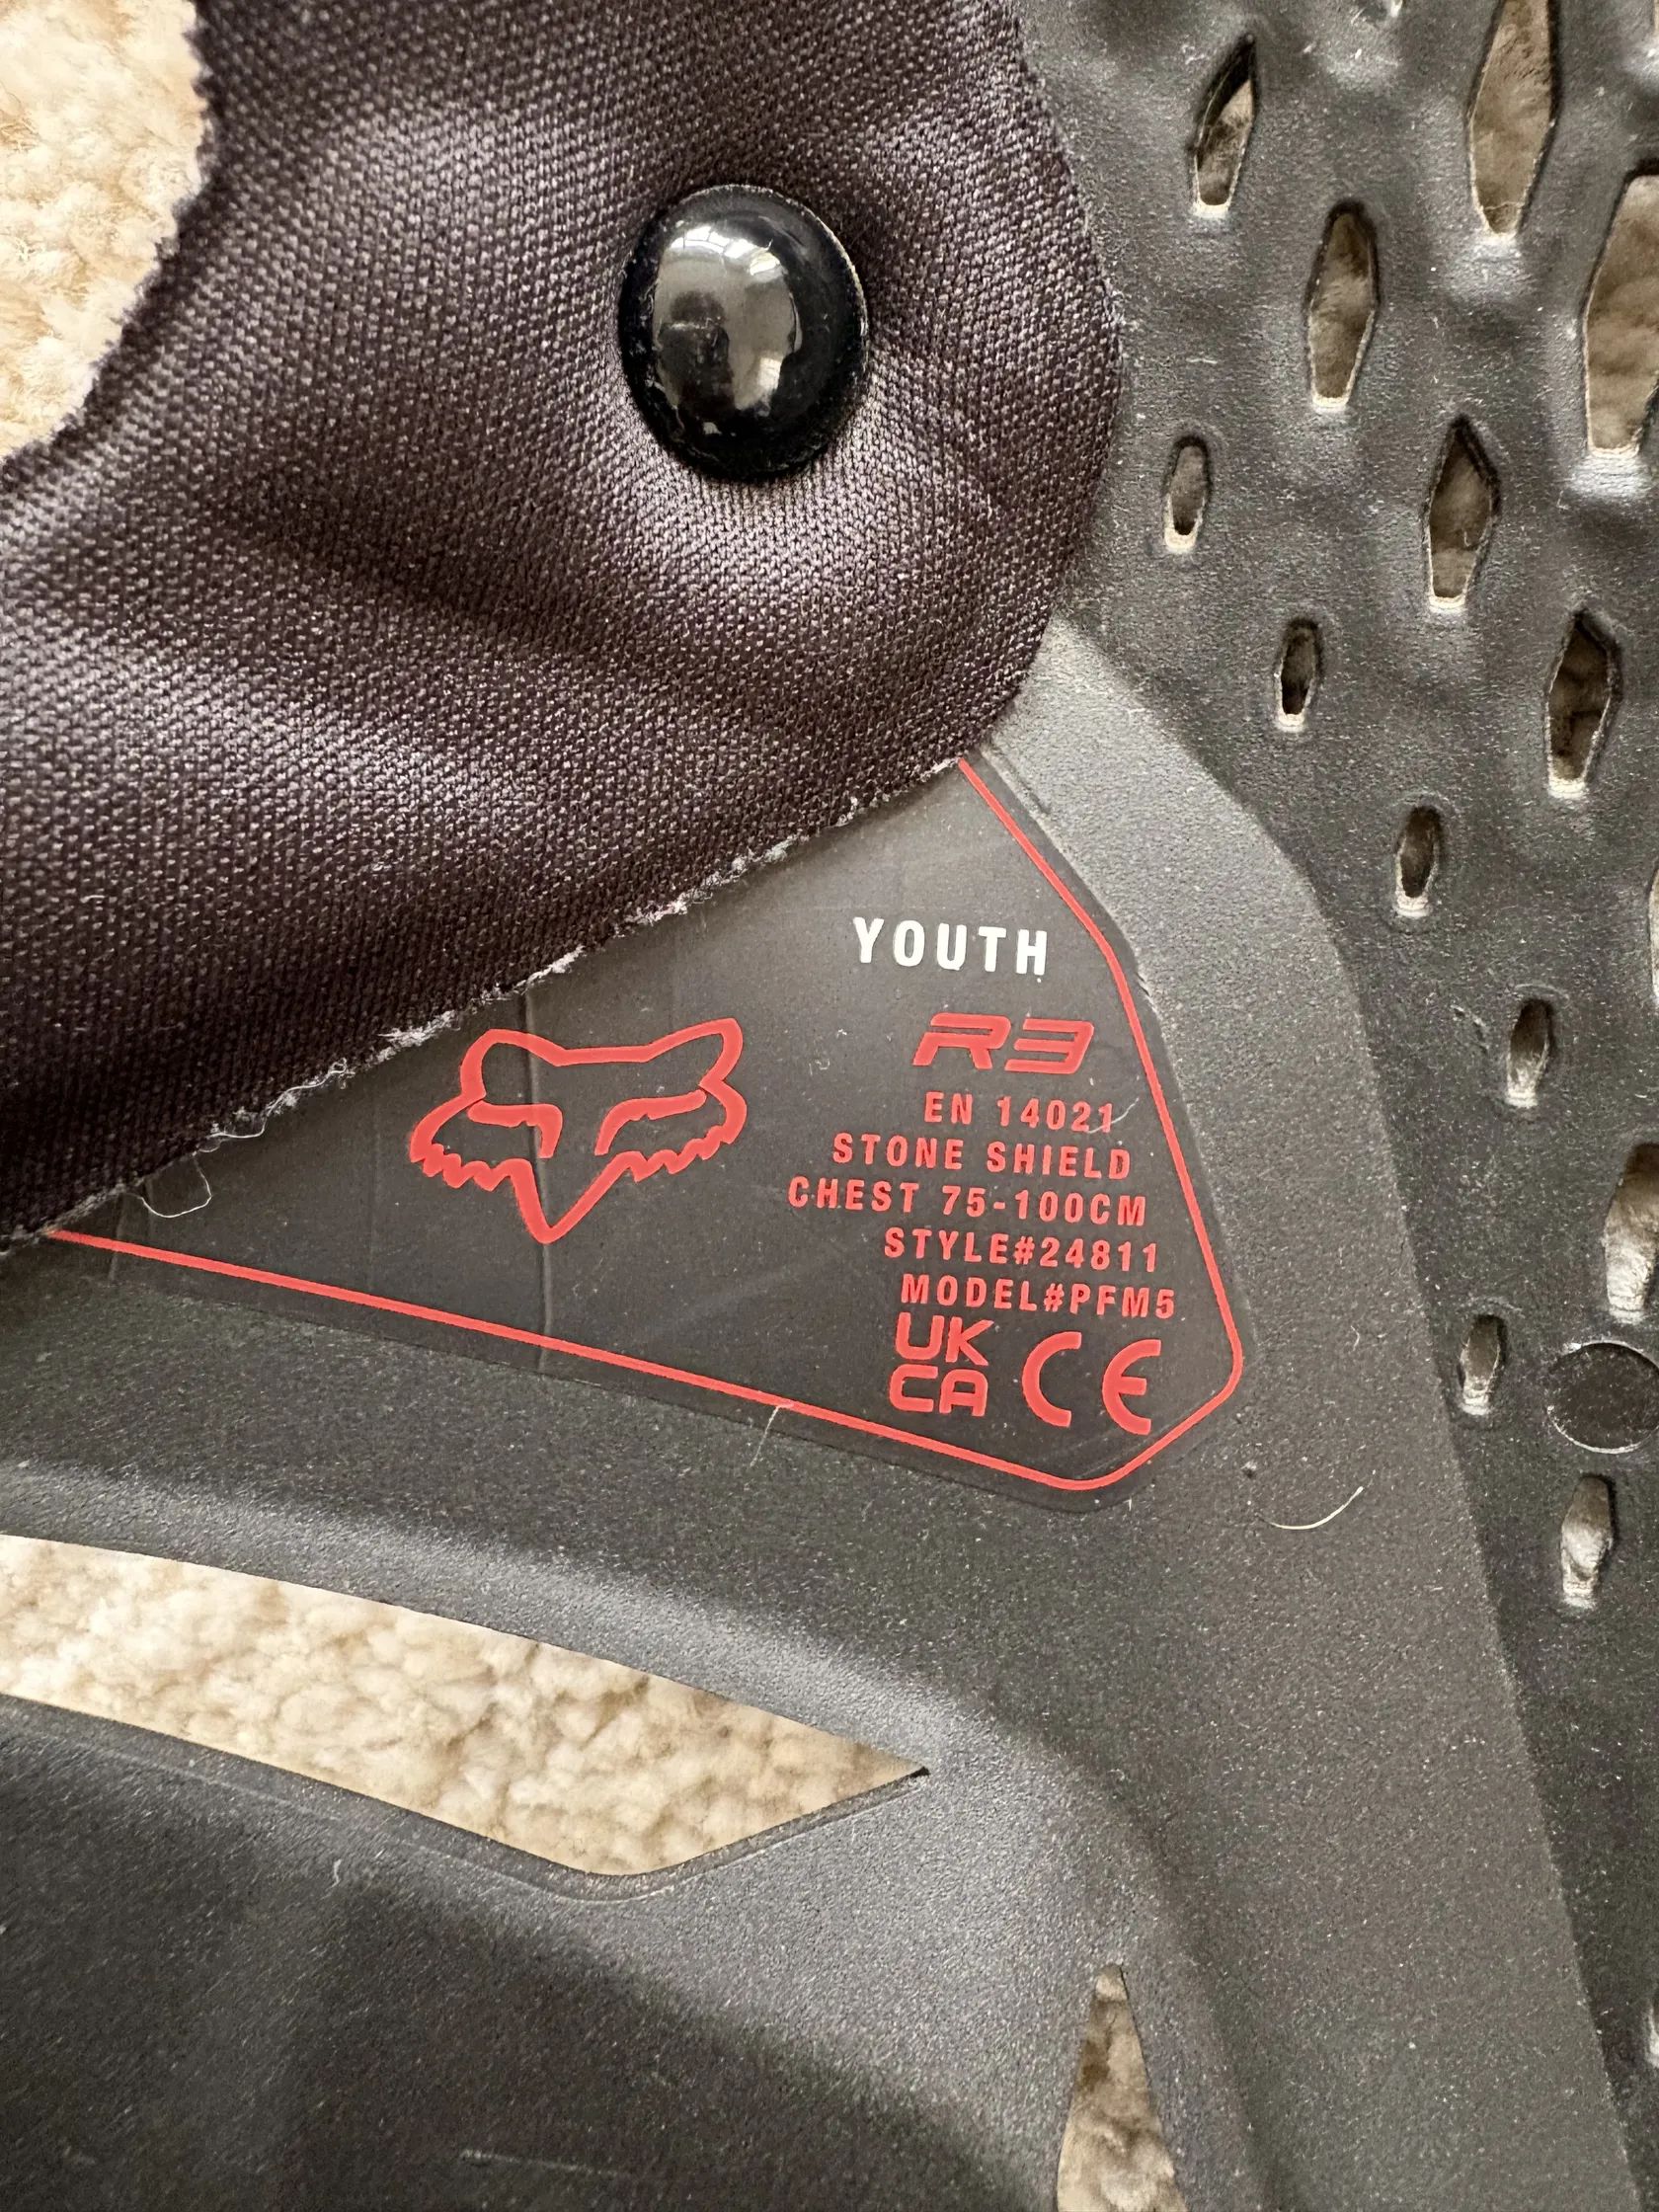 YOUTH
R3
EN 14021
STONE SHIELD
CHEST 75-100CM
STYLE#24811
MODEL#PFM5
UK
CA CE